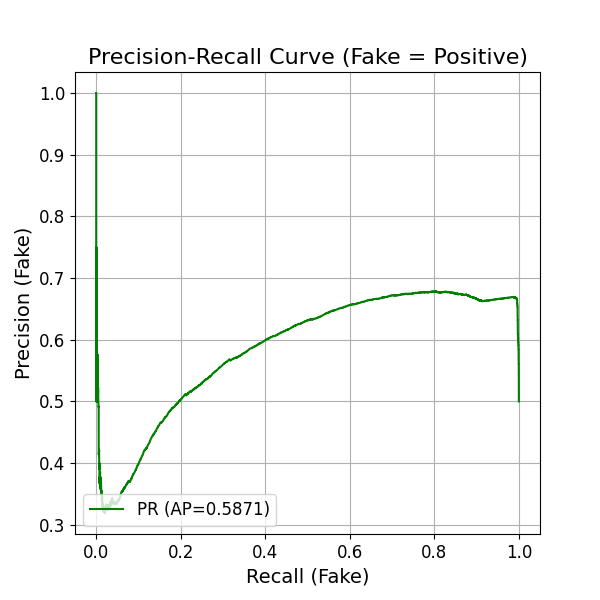 Precision-Recall Curve (Fake = Positive)
1.0
0.9
0.8
0.7
0.6
0.5
0.4
0.3
Precision (Fake)
PR (AP=0.5871)
0.0 0.2 0.4 0.6 0.8 1.0
Recall (Fake)